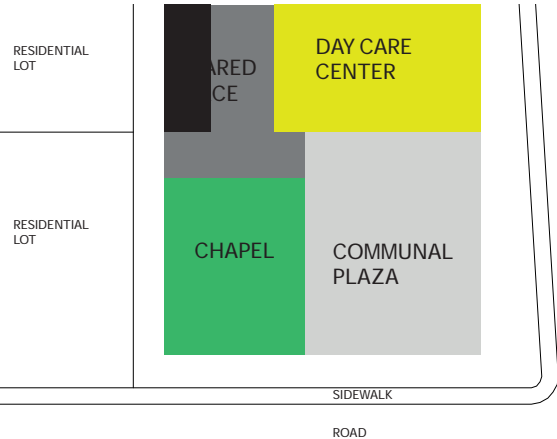 RESIDENTIAL
LOT
DAY CARE
CENTER
RESIDENTIAL
LOT
CHAPEL
COMMUNAL
PLAZA
SIDEWALK
ROAD